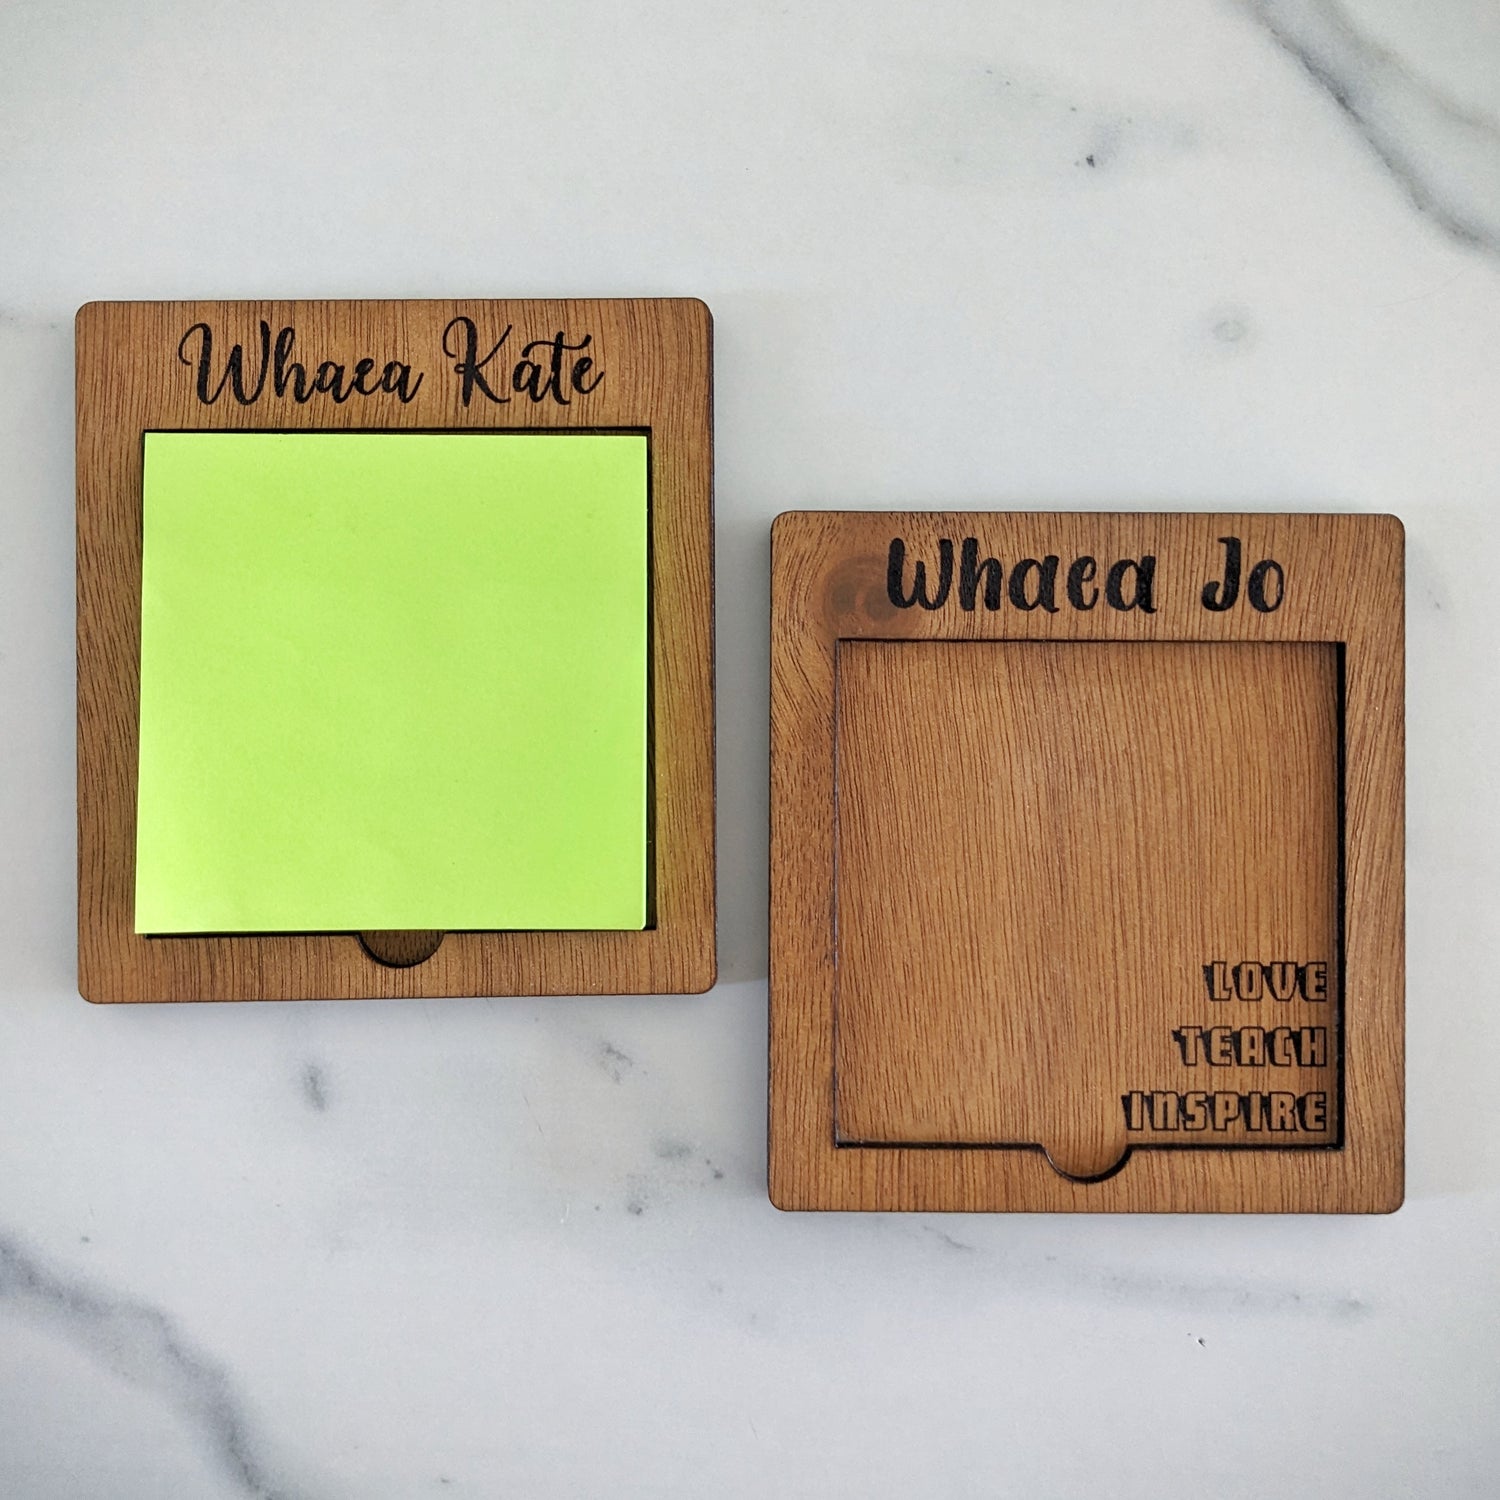 Whaea Kate
Whaea Jo
LOVE
TEACH
INSPIRE